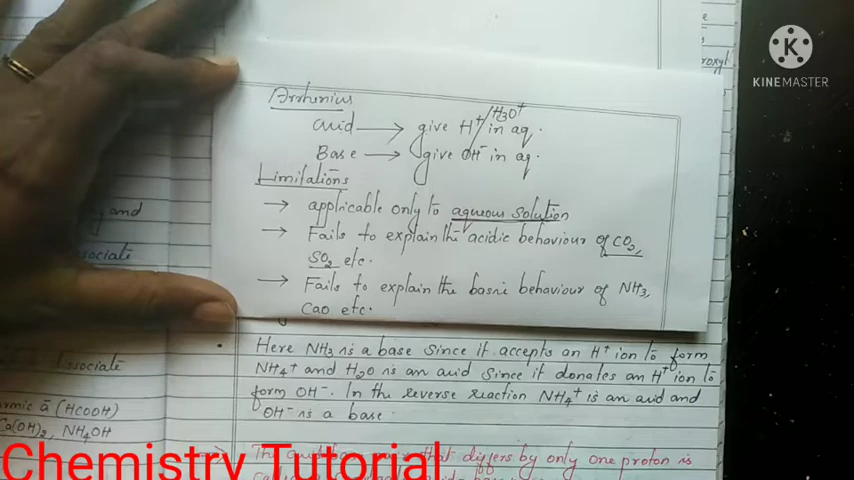 KINEMASTER
Arrhenius
acid → give H⁺/H₃O⁺ in aq.
Base → give OH⁻ in aq.
Limitations
→ applicable only to aqueous solution
→ Fails to explain the acidic behaviour of CO₂,
SO₂ etc.
→ Fails to explain the basic behaviour of NH₃,
CaO etc.
• Here NH₃ is a base since it accepts an H⁺ ion to form
NH₄⁺ and H₂O is an acid since it donates an H⁺ ion to
form OH⁻. In the reverse reaction NH₄⁺ is an acid and
OH⁻ is a base.
that differs by only one proton is
and
ssociate
ssociate
ormic a (HCOOH)
Ca(OH)₂, NH₄OH
roxyl
Chemistry Tutorial